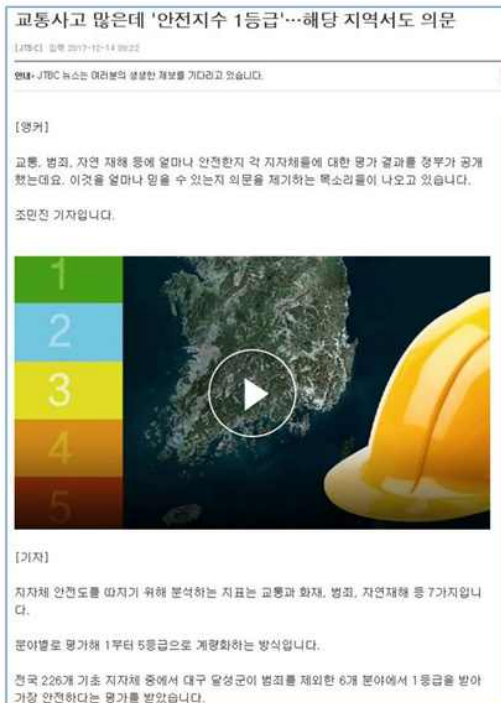 교통사고 많은데 '안전지수 1등급'…해당 지역서도 의문
[JTBC] 입력 2017-10-14 09:22
안내· JTBC 뉴스는 여러분의 생생한 제보를 기다리고 있습니다.
[앵커]
교통, 범죄, 자연 재해 등에 얼마나 안전한지 각 지자체들에 대한 평가 결과를 정부가 공개
했는데요. 이것을 얼마나 믿을 수 있는지 의문을 제기하는 목소리들이 나오고 있습니다.
조민진 기자입니다.
1
2
3
4
5
[기자]
지자체 안전도를 따지기 위해 분석하는 지표는 교통과 화재, 범죄, 자연재해 등 7가지입니
다.
분야별로 평가해 1부터 5등급으로 계량화하는 방식입니다.
전국 226개 기초 지자체 중에서 대구 달성군이 범죄를 제외한 6개 분야에서 1등급을 받아
가장 안전하다는 평가를 받았습니다.